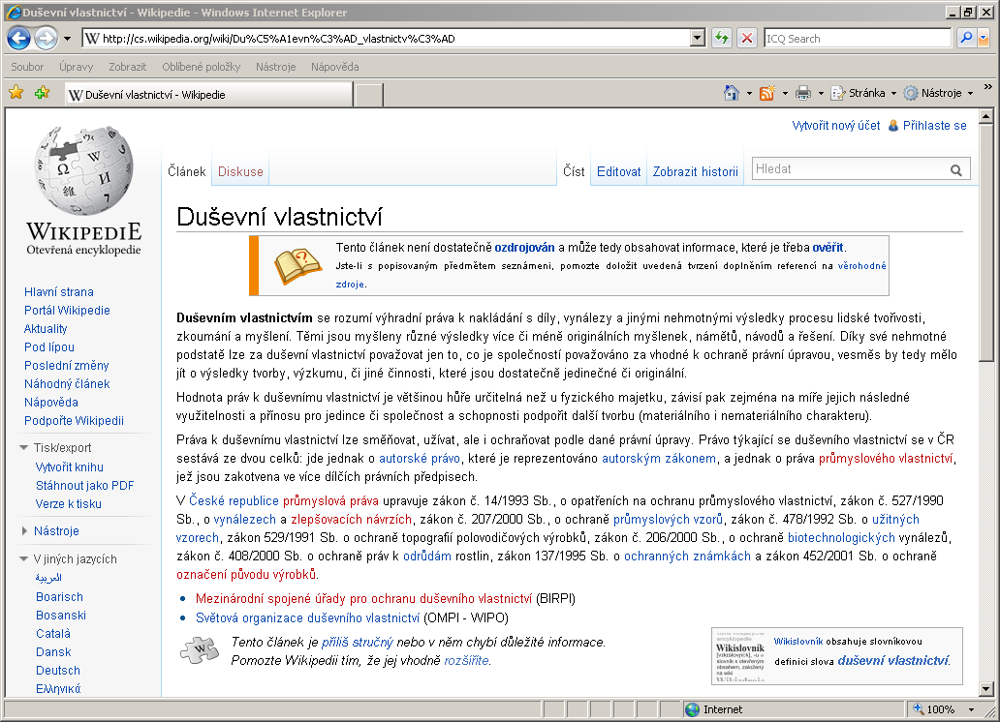 Duševní vlastnictví - Wikipedie - Windows Internet Explorer
http://cs.wikipedia.org/wiki/Du%C5%A1evn%C3%AD_vlastnictv%C3%AD
ICQ Search
Soubor Úpravy Zobrazit Oblíbené položky Nástroje Nápověda
Duševní vlastnictví - Wikipedie
Stránka Nástroje
Vytvořit nový účet Přihlaste se
Článek Diskuse Číst Editovat Zobrazit historii Hledat
WIKIPEDIE
Otevřená encyklopedie
Hlavní strana
Portál Wikipedie
Aktuality
Pod lípou
Poslední změny
Náhodný článek
Nápověda
Podpořte Wikipedii
Tisk/export
Vytvořit knihu
Stáhnout jako PDF
Verze k tisku
Nástroje
V jiných jazycích
العربية
Boarisch
Bosanski
Català
Dansk
Deutsch
Ελληνικά
Duševní vlastnictví
Tento článek není dostatečně ozdrojován a může tedy obsahovat informace, které je třeba ověřit.
Jste-li s popisovaným předmětem seznámeni, pomozte doložit uvedená tvrzení doplněním referencí na věrohodné
zdroje.
Duševním vlastnictvím se rozumí výhradní práva k nakládání s díly, vynálezy a jinými nehmotnými výsledky procesu lidské tvořivosti,
zkoumání a myšlení. Těmi jsou myšleny různé výsledky více či méně originálních myšlenek, námětů, návodů a řešení. Díky své nehmotné
podstatě lze za duševní vlastnictví považovat jen to, co je společností považováno za vhodné k ochraně právní úpravou, vesměs by tedy mělo
jít o výsledky tvorby, výzkumu, či jiné činnosti, které jsou dostatečně jedinečné či originální.
Hodnota práv k duševnímu vlastnictví je většinou hůře určitelná než u fyzického majetku, závisí pak zejména na míře jejich následné
využitelnosti a přínosu pro jedince či společnost a schopnosti podpořit další tvorbu (materiálního i nemateriálního charakteru).
Práva k duševnímu vlastnictví lze směňovat, užívat, ale i ochraňovat podle dané právní úpravy. Právo týkající se duševního vlastnictví se v ČR
sestává ze dvou celků: jde jednak o autorské právo, které je reprezentováno autorským zákonem, a jednak o práva průmyslového vlastnictví,
jež jsou zakotvena ve více dílčích právních předpisech.
V České republice průmyslová práva upravuje zákon č. 14/1993 Sb., o opatřeních na ochranu průmyslového vlastnictví, zákon č. 527/1990
Sb., o vynálezech a zlepšovacích návrzích, zákon č. 207/2000 Sb., o ochraně průmyslových vzorů, zákon č. 478/1992 Sb. o užitných
vzorech, zákon 529/1991 Sb. o ochraně topografií polovodičových výrobků, zákon č. 206/2000 Sb., o ochraně biotechnologických vynálezů,
zákon č. 408/2000 Sb. o ochraně práv k odrůdám rostlin, zákon 137/1995 Sb. o ochranných známkách a zákon 452/2001 Sb. o ochraně
označení původu výrobků.
Mezinárodní spojené úřady pro ochranu duševního vlastnictví (BIRPI)
Světová organizace duševního vlastnictví (OMPI - WIPO)
Tento článek je příliš stručný nebo v něm chybí důležité informace.
Pomozte Wikipedii tím, že jej vhodně rozšíříte.
Wikislovník
Wikislovník obsahuje slovníkovou
definici slova duševní vlastnictví.
Internet 100%